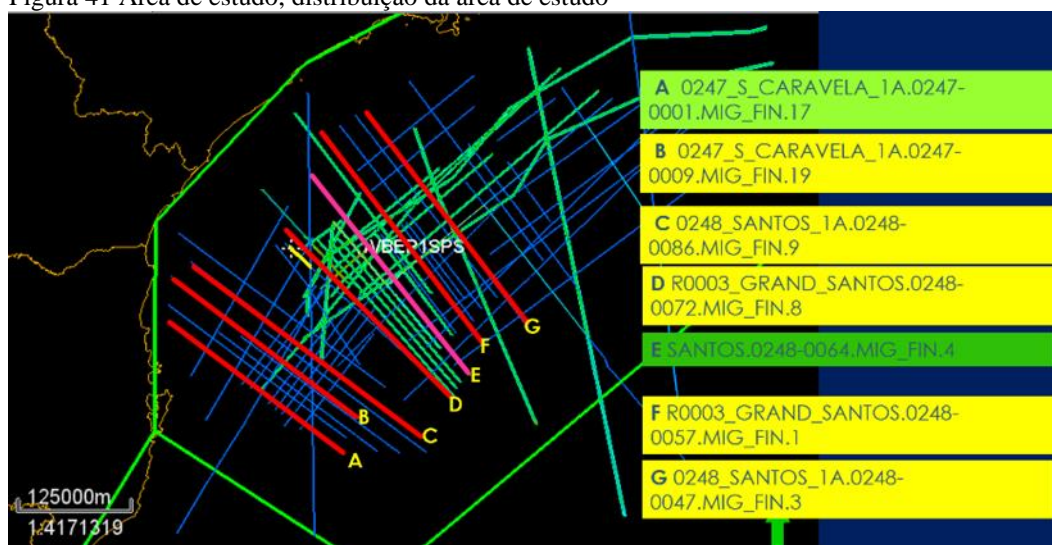 Figura 41 Área de estudo, distribuição da área de estudo
A 0247_S_CARAVELA_1A.0247-
0001.MIG_FIN.17
B 0247_S_CARAVELA_1A.0247-
0009.MIG_FIN.19
C 0248_SANTOS_1A.0248-
0086.MIG_FIN.9
D R0003_GRAND_SANTOS.0248-
0072.MIG_FIN.8
E SANTOS.0248-0064.MIG_FIN.4
F R0003_GRAND_SANTOS.0248-
0057.MIG_FIN.1
G 0248_SANTOS_1A.0248-
0047.MIG_FIN.3
G
F
E
D
B
C
A
125000m
1:4171319